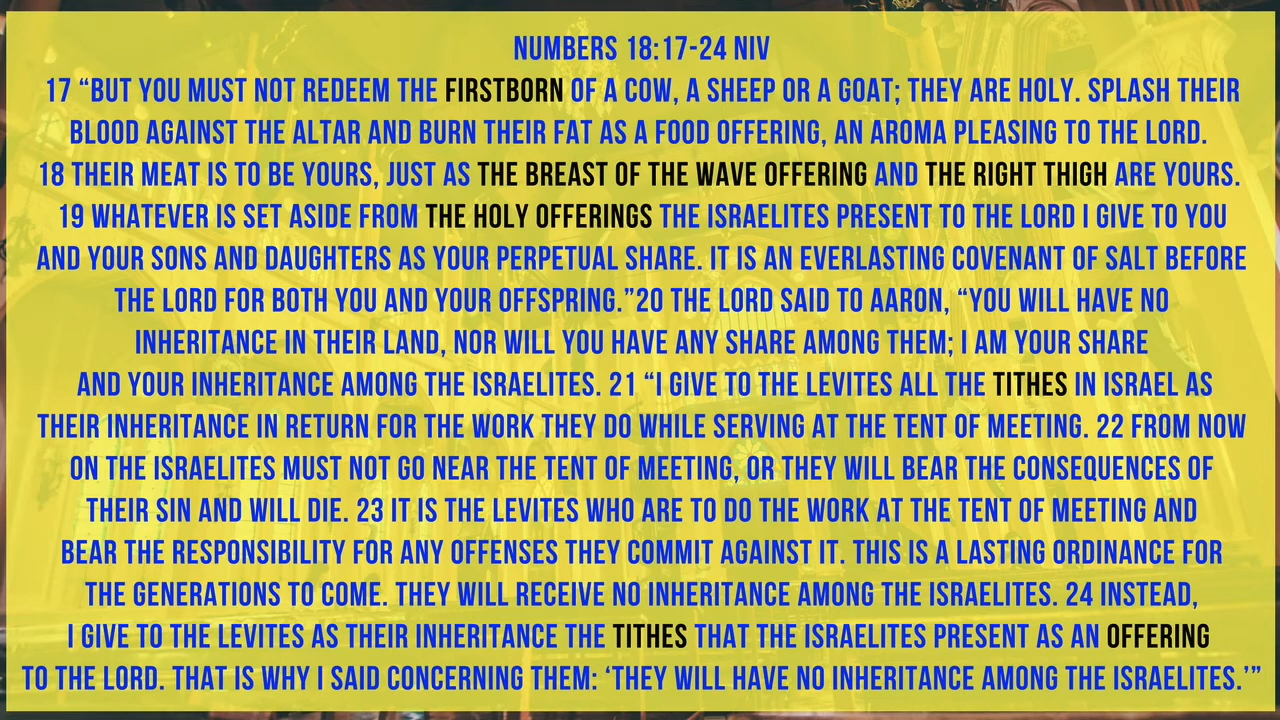 NUMBERS 18:17-24 NIV
17 “BUT YOU MUST NOT REDEEM THE FIRSTBORN OF A COW, A SHEEP OR A GOAT; THEY ARE HOLY. SPLASH THEIR
BLOOD AGAINST THE ALTAR AND BURN THEIR FAT AS A FOOD OFFERING, AN AROMA PLEASING TO THE LORD.
18 THEIR MEAT IS TO BE YOURS, JUST AS THE BREAST OF THE WAVE OFFERING AND THE RIGHT THIGH ARE YOURS.
19 WHATEVER IS SET ASIDE FROM THE HOLY OFFERINGS THE ISRAELITES PRESENT TO THE LORD I GIVE TO YOU
AND YOUR SONS AND DAUGHTERS AS YOUR PERPETUAL SHARE. IT IS AN EVERLASTING COVENANT OF SALT BEFORE
THE LORD FOR BOTH YOU AND YOUR OFFSPRING.”20 THE LORD SAID TO AARON, “YOU WILL HAVE NO
INHERITANCE IN THEIR LAND, NOR WILL YOU HAVE ANY SHARE AMONG THEM; I AM YOUR SHARE
AND YOUR INHERITANCE AMONG THE ISRAELITES. 21 “I GIVE TO THE LEVITES ALL THE TITHES IN ISRAEL AS
THEIR INHERITANCE IN RETURN FOR THE WORK THEY DO WHILE SERVING AT THE TENT OF MEETING. 22 FROM NOW
ON THE ISRAELITES MUST NOT GO NEAR THE TENT OF MEETING, OR THEY WILL BEAR THE CONSEQUENCES OF
THEIR SIN AND WILL DIE. 23 IT IS THE LEVITES WHO ARE TO DO THE WORK AT THE TENT OF MEETING AND
BEAR THE RESPONSIBILITY FOR ANY OFFENSES THEY COMMIT AGAINST IT. THIS IS A LASTING ORDINANCE FOR
THE GENERATIONS TO COME. THEY WILL RECEIVE NO INHERITANCE AMONG THE ISRAELITES. 24 INSTEAD,
I GIVE TO THE LEVITES AS THEIR INHERITANCE THE TITHES THAT THE ISRAELITES PRESENT AS AN OFFERING
TO THE LORD. THAT IS WHY I SAID CONCERNING THEM: ‘THEY WILL HAVE NO INHERITANCE AMONG THE ISRAELITES.’”